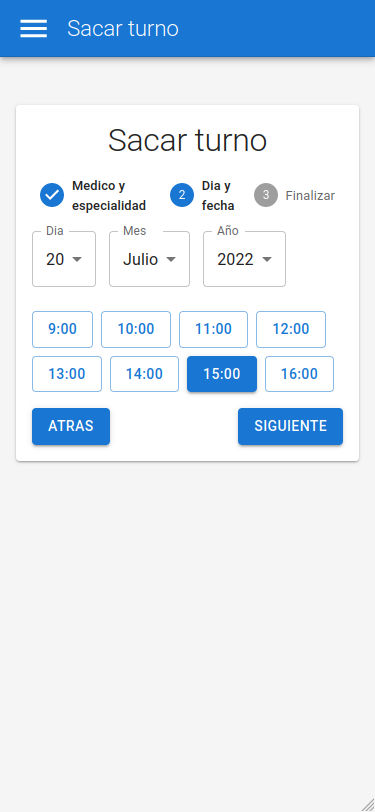 Sacar turno
Sacar turno
Medico y
especialidad
2
Dia y
fecha
3
Finalizar
Dia
Mes
Año
20
Julio
2022
9:00
10:00
11:00
12:00
13:00
14:00
15:00
16:00
ATRAS
SIGUIENTE